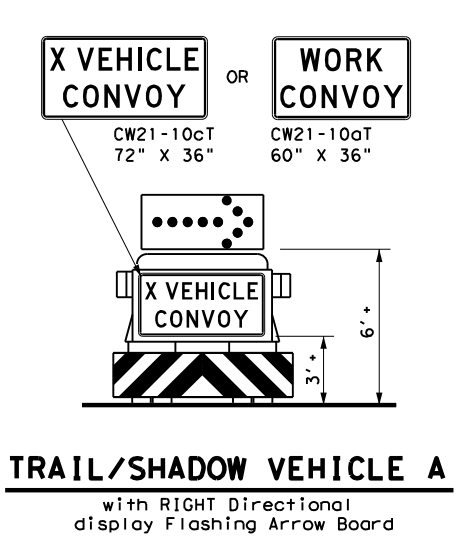 X VEHICLE
CONVOY
OR
WORK
CONVOY
CW21-10cT
72" X 36"
CW21-10aT
60" X 36"
X VEHICLE
CONVOY
6' +
3' +
TRAIL/SHADOW VEHICLE A
with RIGHT Directional
display Flashing Arrow Board